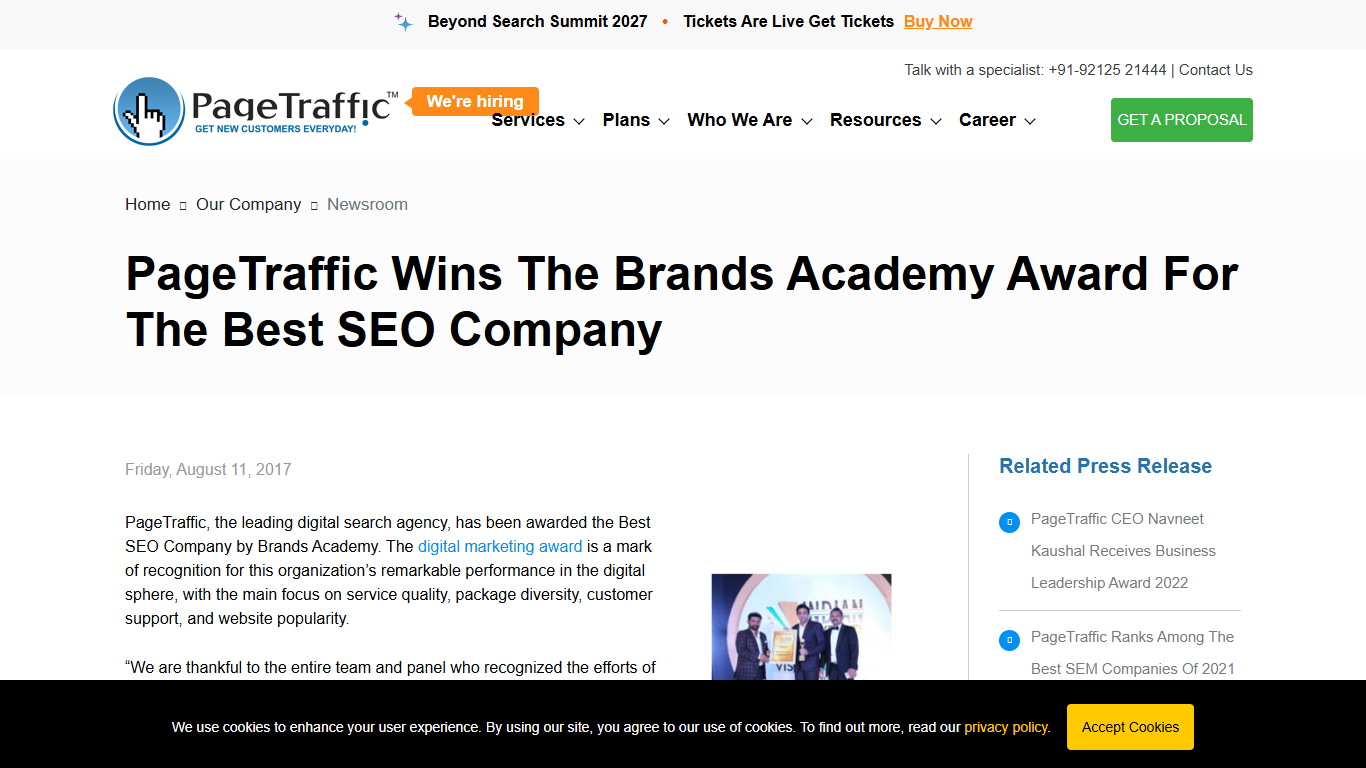 Beyond Search Summit 2027 • Tickets Are Live Get Tickets Buy Now
Talk with a specialist: +91-92125 21444 | Contact Us
PageTraffic™
GET NEW CUSTOMERS EVERYDAY!
We're hiring
Services Plans Who We Are Resources Career
GET A PROPOSAL
Home Our Company Newsroom
PageTraffic Wins The Brands Academy Award For
The Best SEO Company
Friday, August 11, 2017
PageTraffic, the leading digital search agency, has been awarded the Best
SEO Company by Brands Academy. The digital marketing award is a mark
of recognition for this organization’s remarkable performance in the digital
sphere, with the main focus on service quality, package diversity, customer
support, and website popularity.
“We are thankful to the entire team and panel who recognized the efforts of
Related Press Release
PageTraffic CEO Navneet
Kaushal Receives Business
Leadership Award 2022
PageTraffic Ranks Among The
Best SEM Companies Of 2021
We use cookies to enhance your user experience. By using our site, you agree to our use of cookies. To find out more, read our privacy policy.
Accept Cookies